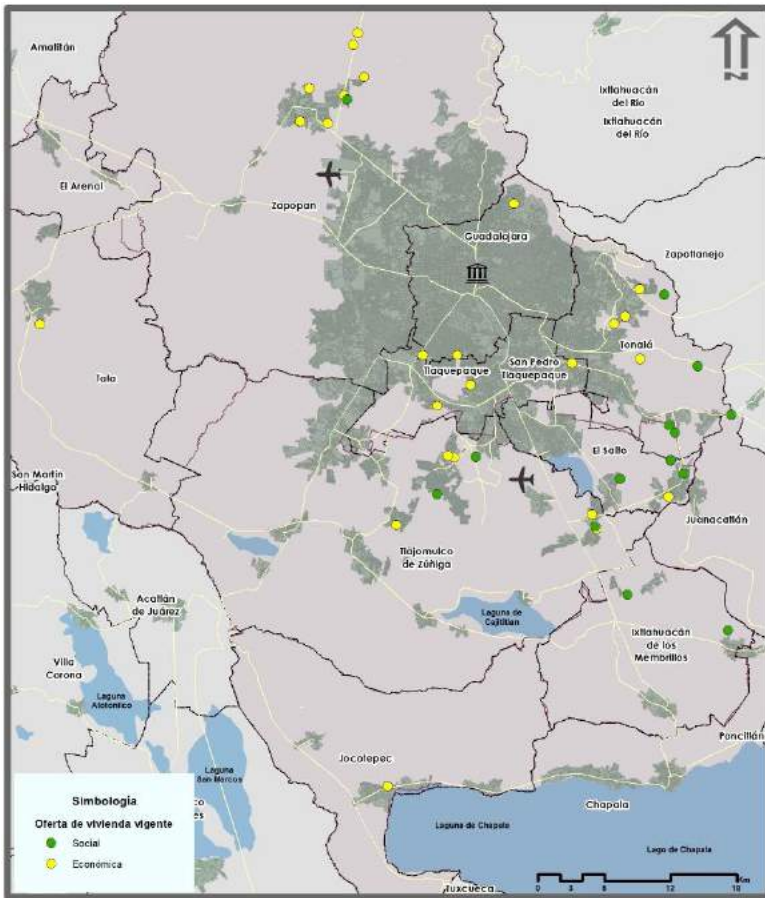 Amatitán
N
Ixtlahuacán
del Río
Ixtlahuacán
del Río
El Arenal
Zapopan
Guadalajara
Zapotlanejo
Tonalá
San Pedro
Tlaquepaque
Tlaquepaque
Tala
El Salto
San Martín
Hidalgo
Juanacatlán
Tlajomulco
de Zúñiga
Acatlán
de Juárez
Laguna de
Cajititlán
Ixtlahuacán
de los
Membrillos
Villa
Corona
Laguna
Atotonilco
Poncitlán
Jocotepec
Laguna
San Marcos
Chapala
Laguna de Chapala
Lago de Chapala
Tuxcueca
Simbología
Oferta de vivienda vigente
Social
Económica
Km
0 3 6 12 18